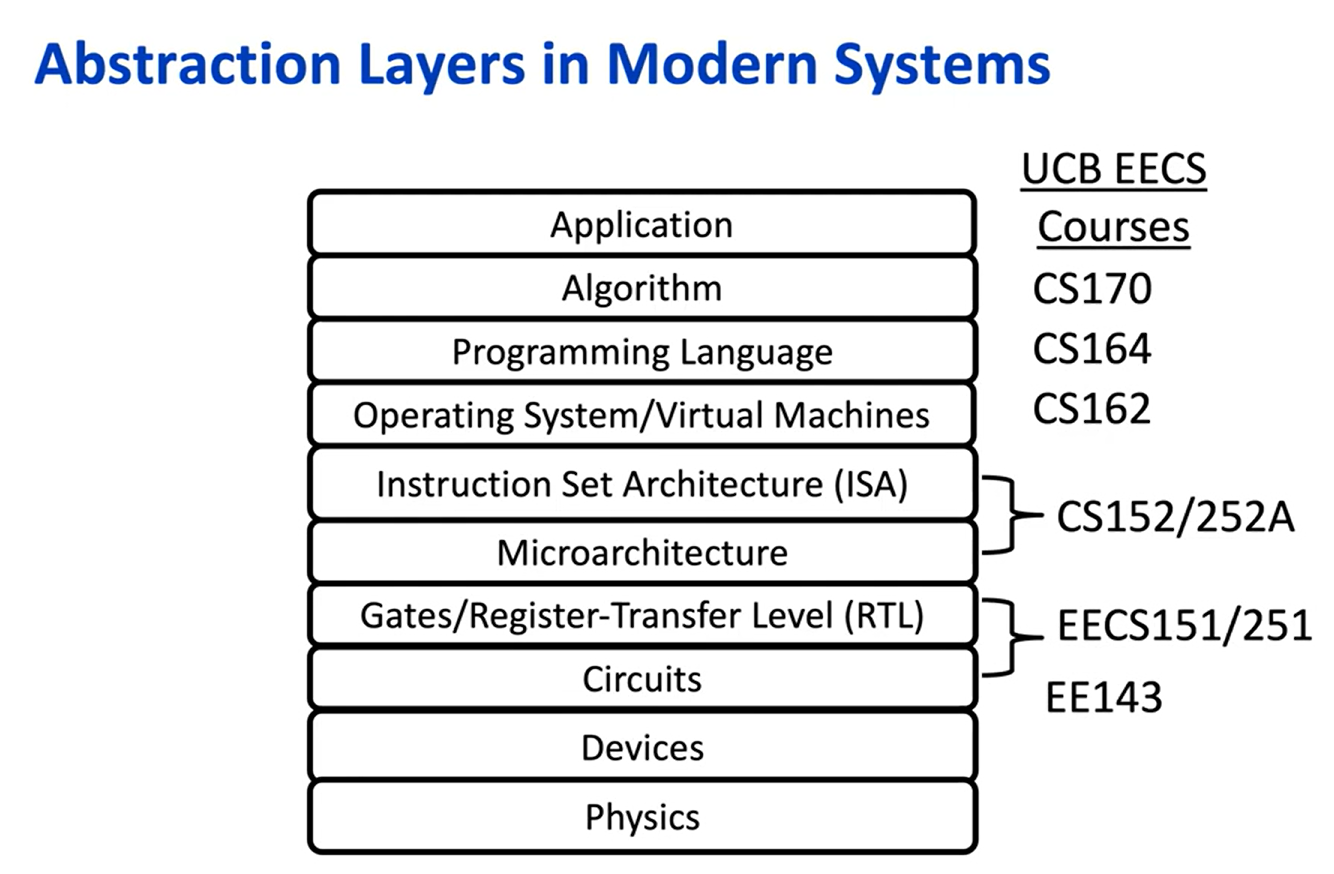 Abstraction Layers in Modern Systems
UCB EECS
Courses
Application
Algorithm
CS170
Programming Language
CS164
Operating System/Virtual Machines
CS162
Instruction Set Architecture (ISA)
CS152/252A
Microarchitecture
Gates/Register-Transfer Level (RTL)
EECS151/251
Circuits
EE143
Devices
Physics